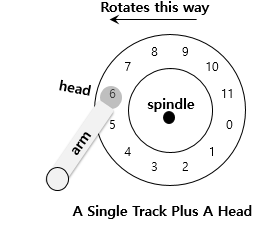 Rotates this way
8 9
7 10
head
6 11
spindle
5 0
arm
4 1
3 2
A Single Track Plus A Head